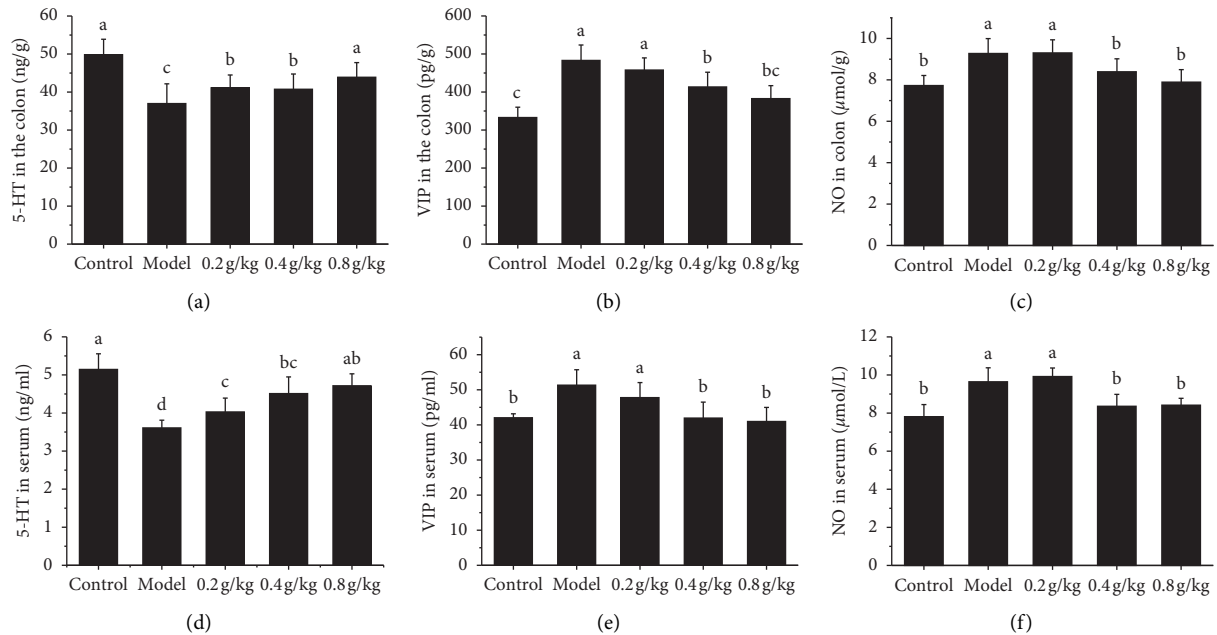 5-HT in the colon (ng/g)
60
50
40
30
20
10
0
a
c
b
b
a
Control Model 0.2 g/kg 0.4 g/kg 0.8 g/kg
(a)
VIP in the colon (pg/g)
600
500
400
300
200
100
0
c
a
a
b
bc
Control Model 0.2 g/kg 0.4 g/kg 0.8 g/kg
(b)
NO in colon (μmol/g)
10
8
6
4
2
0
b
a
a
b
b
Control Model 0.2 g/kg 0.4 g/kg 0.8 g/kg
(c)
5-HT in serum (ng/ml)
6
5
4
3
2
1
0
a
d
c
bc
ab
Control Model 0.2 g/kg 0.4 g/kg 0.8 g/kg
(d)
VIP in serum (pg/ml)
60
50
40
30
20
10
0
b
a
a
b
b
Control Model 0.2 g/kg 0.4 g/kg 0.8 g/kg
(e)
NO in serum (μmol/L)
12
10
8
6
4
2
0
b
a
a
b
b
Control Model 0.2 g/kg 0.4 g/kg 0.8 g/kg
(f)